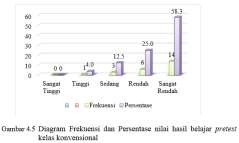 58.3
60
50
40
30
20
10
0
25.0
14
12.5
6
4.0
3
1
0 0
Sangat Tinggi
Tinggi
Sedang
Rendah
Sangat Rendah
Frekuensi
Persentase
Gambar 4.5 Diagram Frekuensi dan Persentase nilai hasil belajar pretest
kelas konvensional